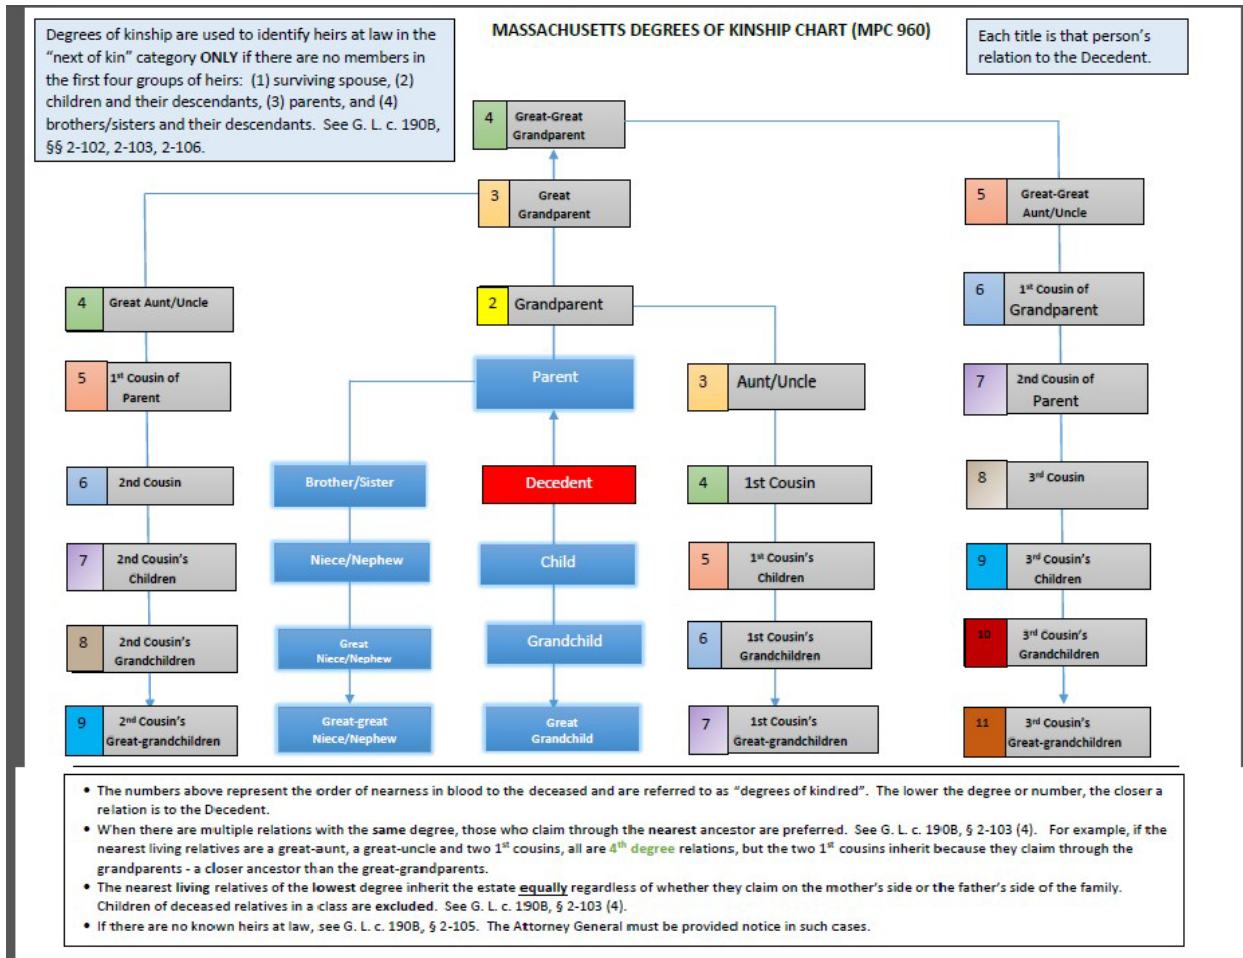 MASSACHUSETTS DEGREES OF KINSHIP CHART (MPC 960)
Degrees of kinship are used to identify heirs at law in the
“next of kin” category ONLY if there are no members in
the first four groups of heirs: (1) surviving spouse, (2)
children and their descendants, (3) parents, and (4)
brothers/sisters and their descendants. See G. L. c. 190B,
§§ 2-102, 2-103, 2-106.
Each title is that person’s
relation to the Decedent.
4 Great-Great
Grandparent
3 Great
Grandparent
5 Great-Great
Aunt/Uncle
4 Great Aunt/Uncle
2 Grandparent
6 1st Cousin of
Grandparent
5 1st Cousin of
Parent
Parent
3 Aunt/Uncle
7 2nd Cousin of
Parent
6 2nd Cousin
Brother/Sister
Decedent
4 1st Cousin
8 3rd Cousin
7 2nd Cousin’s
Children
Niece/Nephew
Child
5 1st Cousin’s
Children
9 3rd Cousin’s
Children
8 2nd Cousin’s
Grandchildren
Great
Niece/Nephew
Grandchild
6 1st Cousin’s
Grandchildren
10 3rd Cousin’s
Grandchildren
9 2nd Cousin’s
Great-grandchildren
Great-great
Niece/Nephew
Great
Grandchild
7 1st Cousin’s
Great-grandchildren
11 3rd Cousin’s
Great-grandchildren
• The numbers above represent the order of nearness in blood to the deceased and are referred to as “degrees of kindred”. The lower the degree or number, the closer a
relation is to the Decedent.
• When there are multiple relations with the same degree, those who claim through the nearest ancestor are preferred. See G. L. c. 190B, § 2-103 (4). For example, if the
nearest living relatives are a great-aunt, a great-uncle and two 1st cousins, all are 4th degree relations, but the two 1st cousins inherit because they claim through the
grandparents - a closer ancestor than the great-grandparents.
• The nearest living relatives of the lowest degree inherit the estate equally regardless of whether they claim on the mother’s side or the father’s side of the family.
Children of deceased relatives in a class are excluded. See G. L. c. 190B, § 2-103 (4).
• If there are no known heirs at law, see G. L. c. 190B, § 2-105. The Attorney General must be provided notice in such cases.